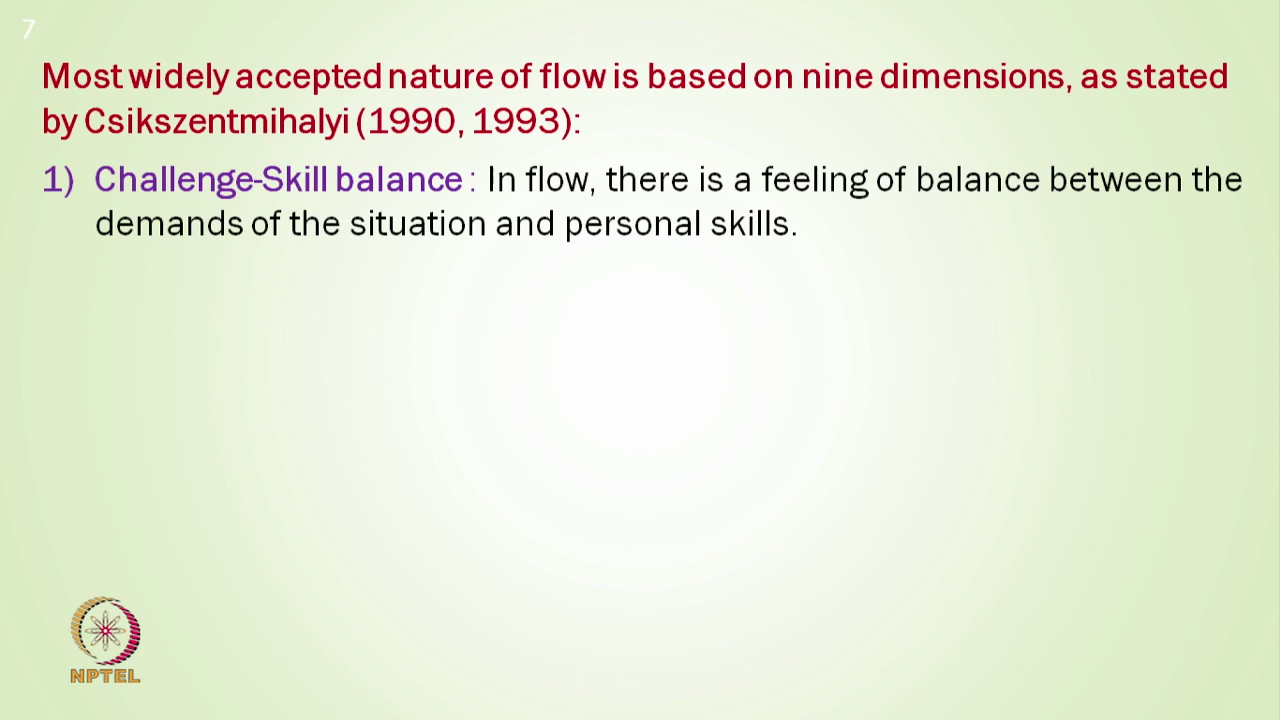 7
Most widely accepted nature of flow is based on nine dimensions, as stated
by Csikszentmihalyi (1990, 1993):
1) Challenge-Skill balance : In flow, there is a feeling of balance between the
demands of the situation and personal skills.
NPTEL